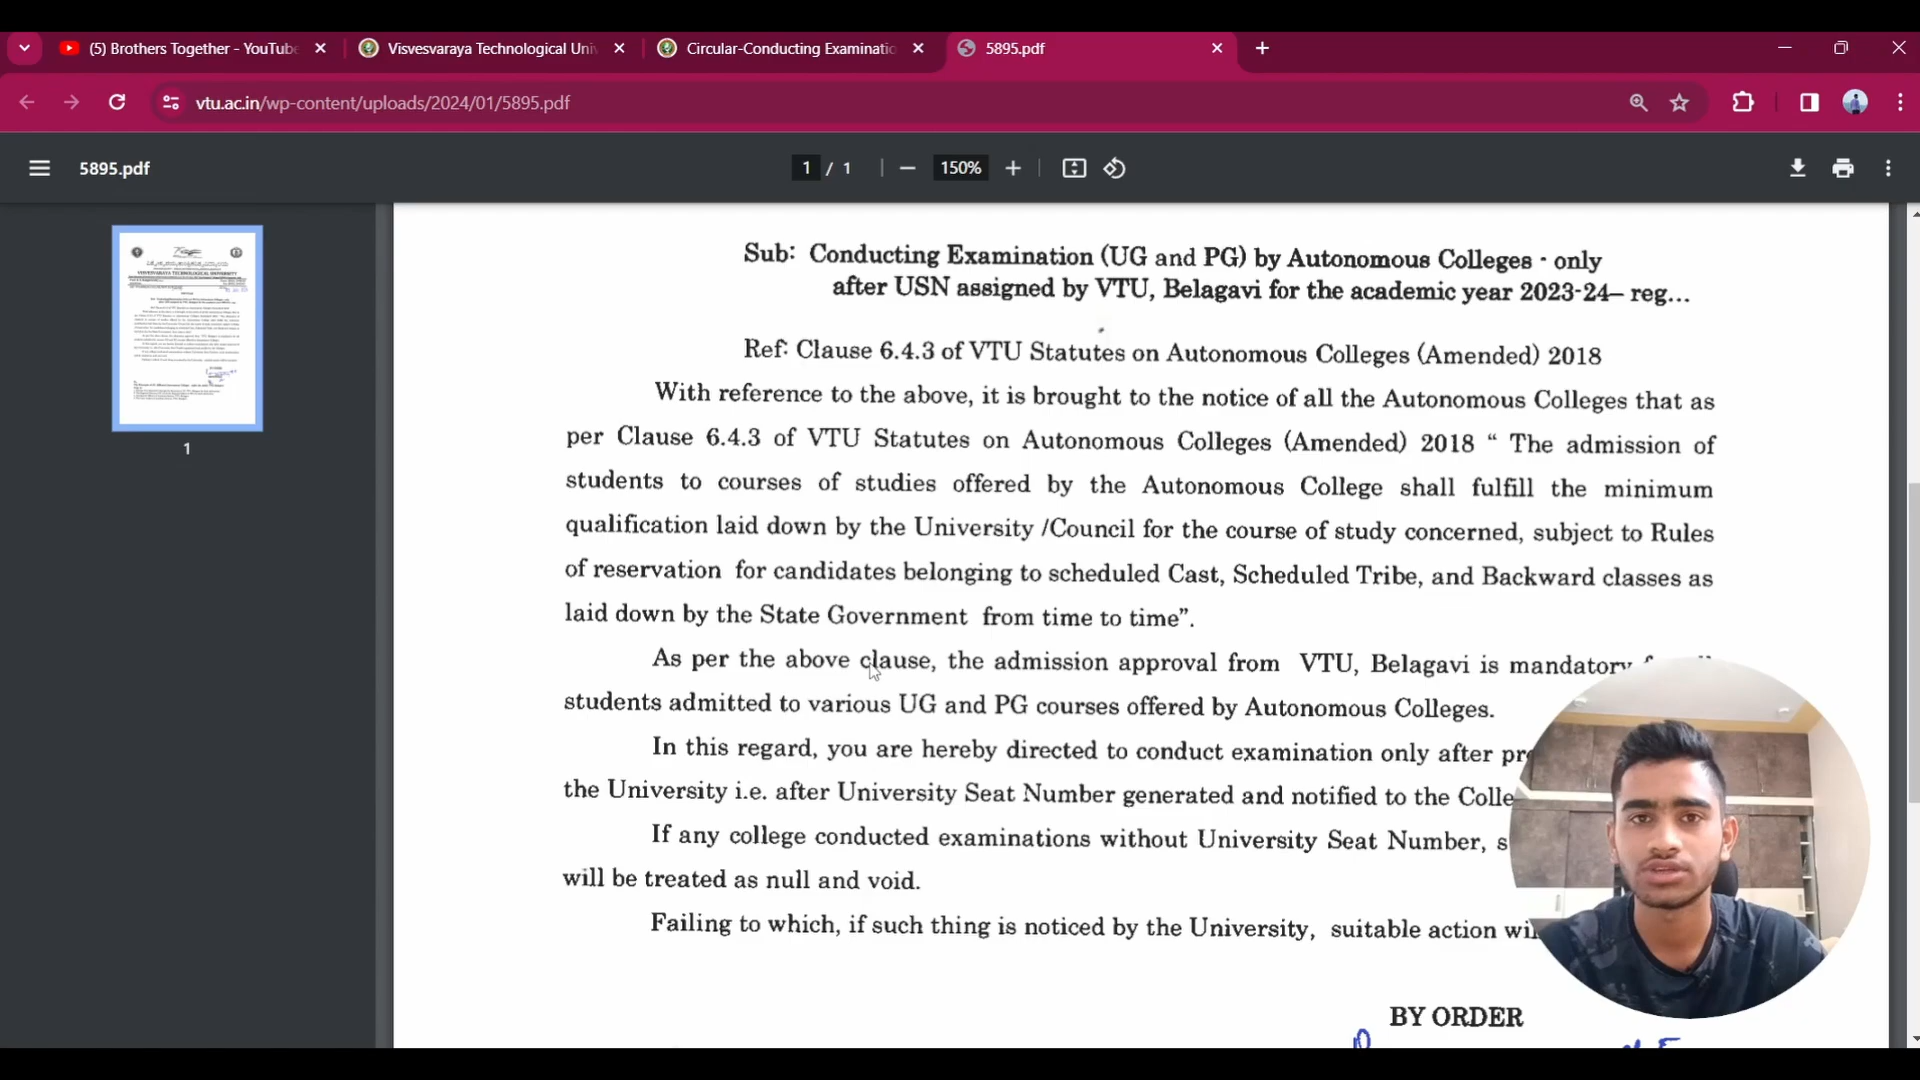 (5) Brothers Together - YouTube
Visvesvaraya Technological Uni
Circular-Conducting Examinatio
5895.pdf
vtu.ac.in/wp-content/uploads/2024/01/5895.pdf
5895.pdf
1 / 1
150%
1
Sub: Conducting Examination (UG and PG) by Autonomous Colleges - only
after USN assigned by VTU, Belagavi for the academic year 2023-24– reg...
Ref: Clause 6.4.3 of VTU Statutes on Autonomous Colleges (Amended) 2018
With reference to the above, it is brought to the notice of all the Autonomous Colleges that as
per Clause 6.4.3 of VTU Statutes on Autonomous Colleges (Amended) 2018 “ The admission of
students to courses of studies offered by the Autonomous College shall fulfill the minimum
qualification laid down by the University /Council for the course of study concerned, subject to Rules
of reservation for candidates belonging to scheduled Cast, Scheduled Tribe, and Backward classes as
laid down by the State Government from time to time”.
As per the above clause, the admission approval from VTU, Belagavi is mandatory
students admitted to various UG and PG courses offered by Autonomous Colleges.
In this regard, you are hereby directed to conduct examination only after
the University i.e. after University Seat Number generated and notified to the Colle
If any college conducted examinations without University Seat Number,
will be treated as null and void.
Failing to which, if such thing is noticed by the University, suitable action
BY ORDER